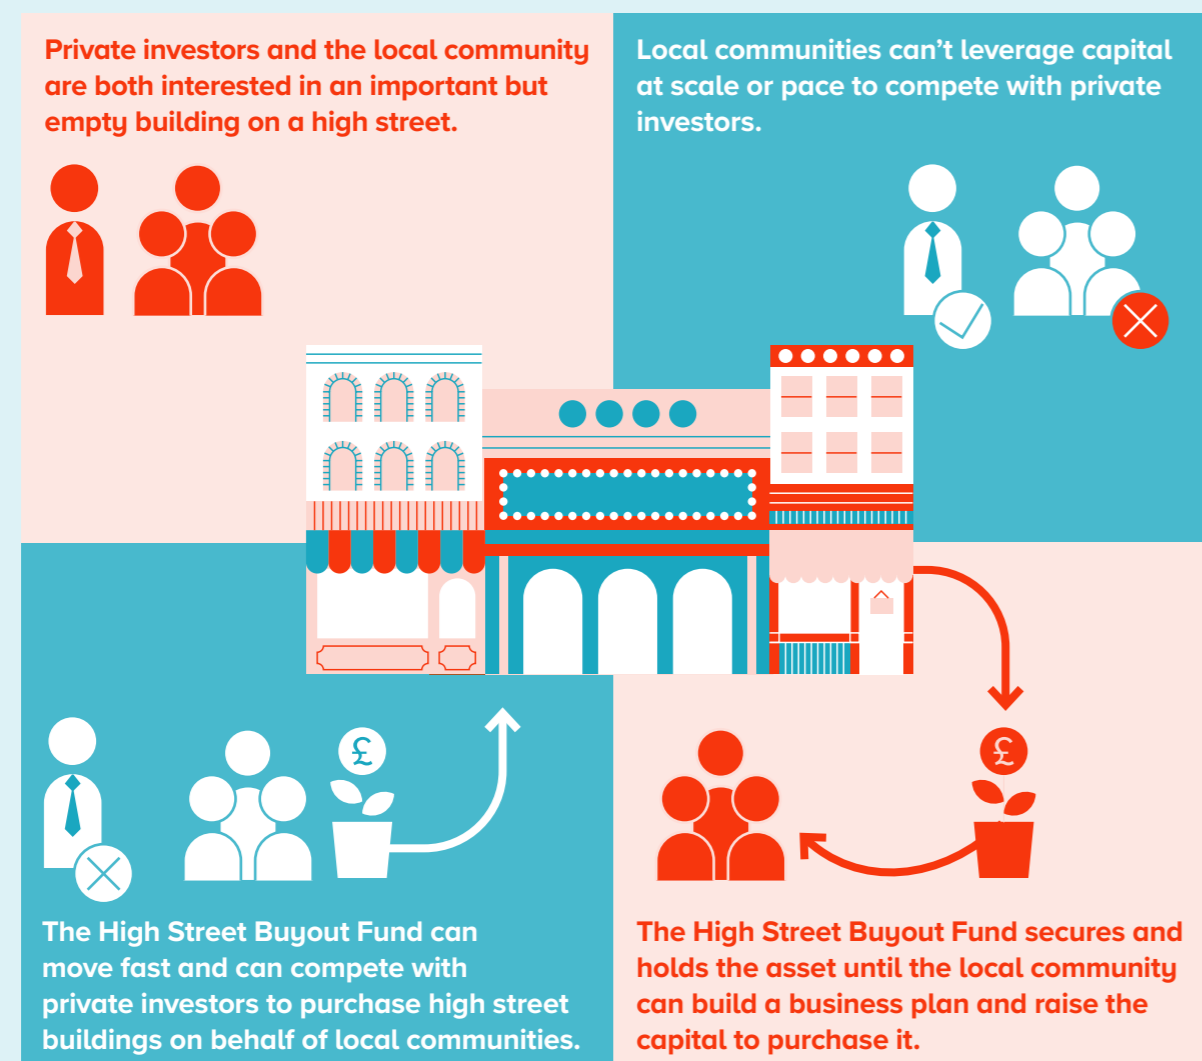 Private investors and the local community
are both interested in an important but
empty building on a high street.
Local communities can’t leverage capital
at scale or pace to compete with private
investors.
£
The High Street Buyout Fund can
move fast and can compete with
private investors to purchase high street
buildings on behalf of local communities.
£
The High Street Buyout Fund secures and
holds the asset until the local community
can build a business plan and raise the
capital to purchase it.